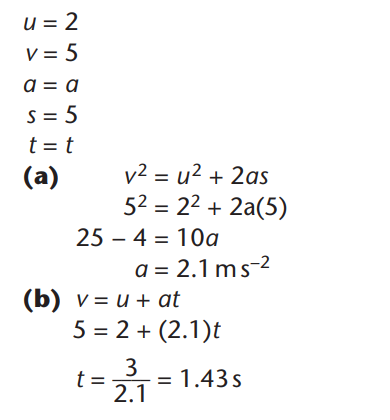 u = 2
v = 5
a = a
s = 5
t = t
(a) v² = u² + 2as
5² = 2² + 2a(5)
25 – 4 = 10a
a = 2.1 m s⁻²
(b) v = u + at
5 = 2 + (2.1)t
t = 3/2.1 = 1.43 s